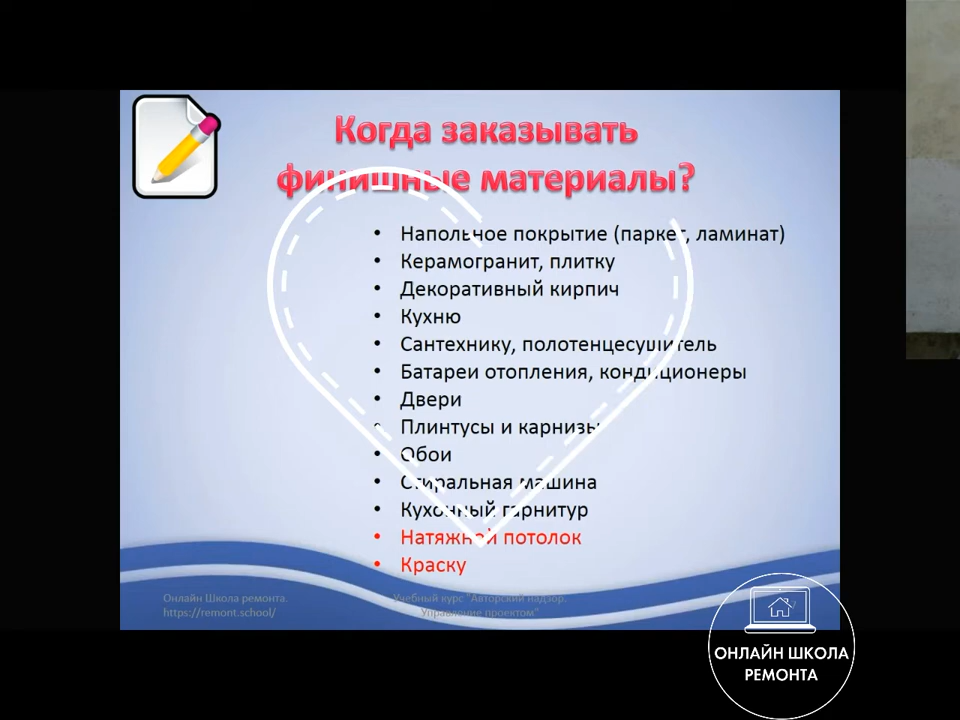 Когда заказывать
финишные материалы?
• Напольное покрытие (паркет, ламинат)
• Керамогранит, плитку
• Декоративный кирпич
• Кухню
• Сантехнику, полотенцесушитель
• Батареи отопления, кондиционеры
• Двери
• Плинтусы и карнизы
• Обои
• Стиральная машина
• Кухонный гарнитур
• Натяжной потолок
• Краску
Онлайн Школа ремонта.
https://remont.school/
Учебный курс "Авторский надзор.
Управление проектом"
ОНЛАЙН ШКОЛА
РЕМОНТА